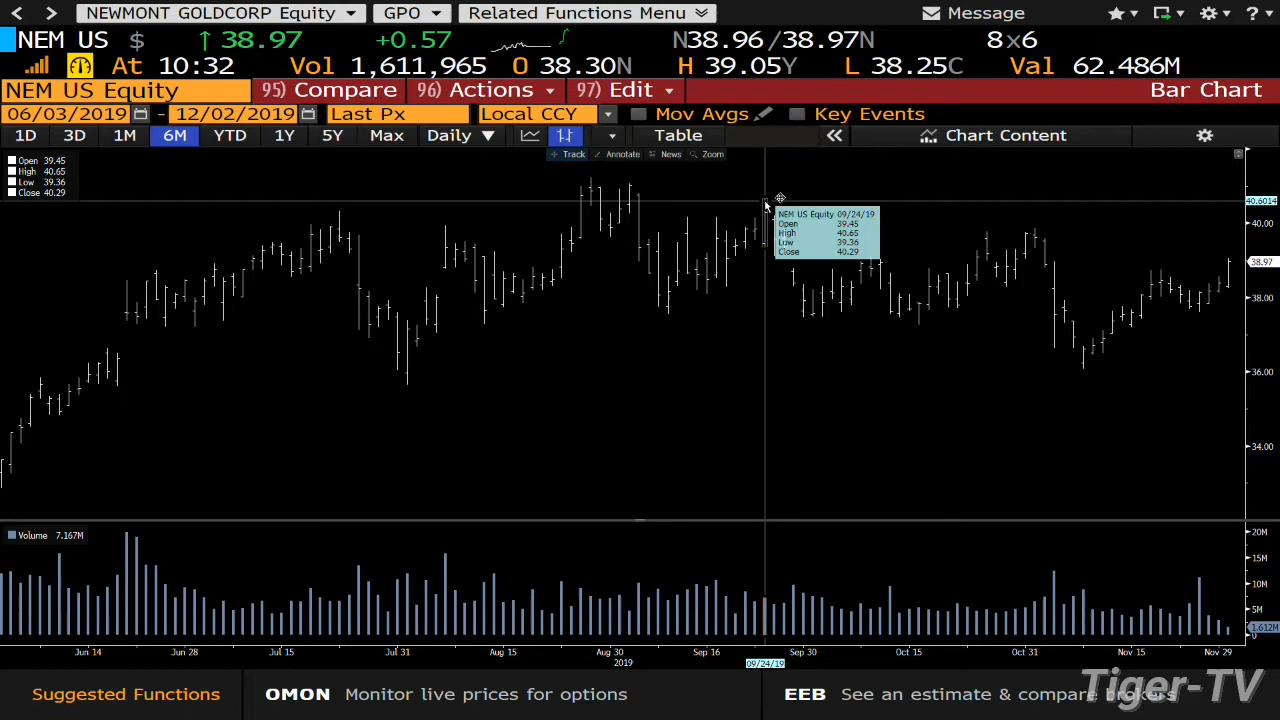 NEWMONT GOLDCORP Equity GPO Related Functions Menu Message
NEM US $ ↑ 38.97 +0.57 N38.96/38.97N 8x6
At 10:32 Vol 1,611,965 O 38.30N H 39.05Y L 38.25C Val 62.486M
NEM US Equity 95) Compare 96) Actions 97) Edit Bar Chart
06/03/2019 - 12/02/2019 Last Px Local CCY Mov Avgs Key Events
1D 3D 1M 6M YTD 1Y 5Y Max Daily Table Chart Content
Track Annotate News Zoom
Open 39.45
High 40.65
Low 39.36
Close 40.29
40.6014
NEM US Equity 09/24/19
Open 39.45
High 40.65
Low 39.36
Close 40.29
40.00
38.97
38.00
36.00
34.00
Volume 7.167M
20M
15M
10M
5M
1.612M
0
Jun 14 Jun 28 Jul 15 Jul 31 Aug 15 Aug 30 Sep 16 Sep 30 Oct 15 Oct 31 Nov 15 Nov 29
2019 09/24/19
Suggested Functions OMON Monitor live prices for options EEB See an estimate & compare brokers
Tiger-TV